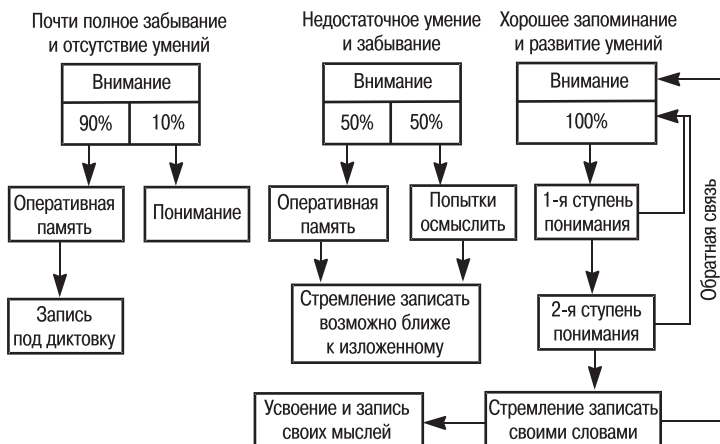 Почти полное забывание
и отсутствие умений
Внимание
90%
10%
Оперативная
память
Понимание
Запись
под диктовку
Недостаточное умение
и забывание
Внимание
50%
50%
Оперативная
память
Попытки
осмыслить
Стремление записать
возможно ближе
к изложенному
Хорошее запоминание
и развитие умений
Внимание
100%
1-я ступень
понимания
2-я ступень
понимания
Обратная связь
Стремление записать
своими словами
Усвоение и запись
своих мыслей